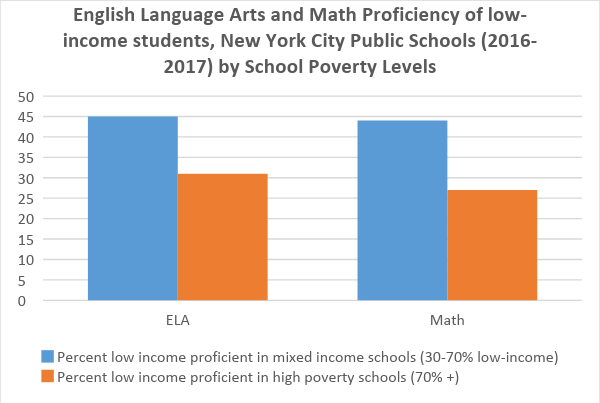 English Language Arts and Math Proficiency of low-
income students, New York City Public Schools (2016-
2017) by School Poverty Levels
50
45
40
35
30
25
20
15
10
5
0
ELA
Math
Percent low income proficient in mixed income schools (30-70% low-income)
Percent low income proficient in high poverty schools (70% +)